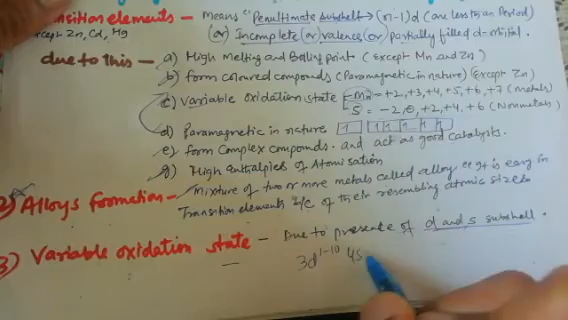 Transition elements – Means "Penultimate subshell → (n-1)d (are less than Period)
Except Zn, Cd, Hg (or) Incomplete (or) valence (or) partially filled d-orbital.
due to this – a) High Melting and Boiling point (Except Mn and Zn)
b) form coloured compounds (Paramagnetic in nature) (Except Zn)
c) Variable oxidation state – Mn = +2, +3, +4, +5, +6, +7 (metals)
S = -2, 0, +2, +4, +6 (Nonmetals)
d) Paramagnetic in nature
e) form Complex compounds. and act as good catalysts.
g) High enthalpies of Atomisation
2) Alloys formation – Mixture of two or more metals called alloy. It is easy in
Transition elements b/c of their resembling atomic sizes
3) Variable oxidation state – Due to presence of d and s subshell.
3d¹⁻¹⁰ 4s